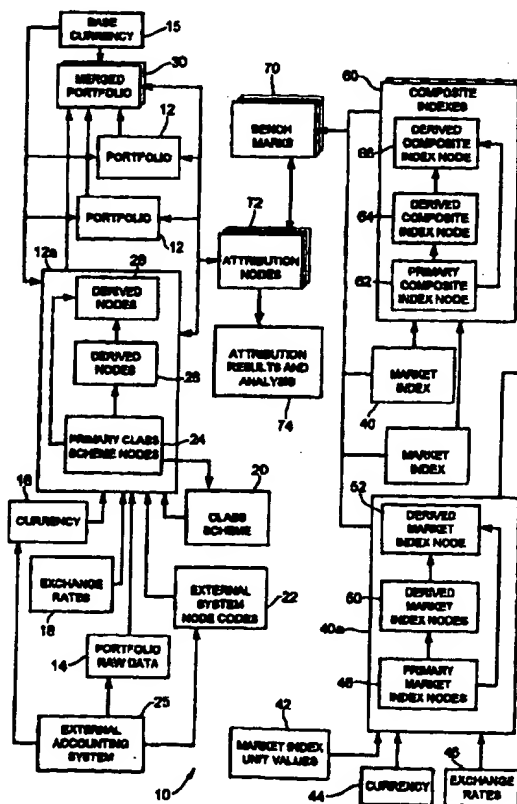 BASE
CURRENCY
15
30
MERGED
PORTFOLIO
12
PORTFOLIO
PORTFOLIO
12
12a
28
DERIVED
NODES
DERIVED
NODES
26
24
PRIMARY CLASS
SCHEME NODES
16
CURRENCY
20
CLASS
SCHEME
EXCHANGE
RATES
18
EXTERNAL
SYSTEM
NODE CODES
22
14
PORTFOLIO
RAW DATA
25
EXTERNAL
ACCOUNTING
SYSTEM
10
70
BENCH
MARKS
72
ATTRIBUTION
NODES
ATTRIBUTION
RESULTS AND
ANALYSIS
74
60
COMPOSITE
INDEXES
DERIVED
COMPOSITE
INDEX NODE
66
64
DERIVED
COMPOSITE
INDEX NODE
62
PRIMARY
COMPOSITE
INDEX NODE
MARKET
INDEX
40
MARKET
INDEX
52
DERIVED
MARKET
INDEX NODE
50
DERIVED
MARKET
INDEX NODES
40a
48
PRIMARY
MARKET
INDEX NODES
42
MARKET INDEX
UNIT VALUES
44
CURRENCY
46
EXCHANGE
RATES